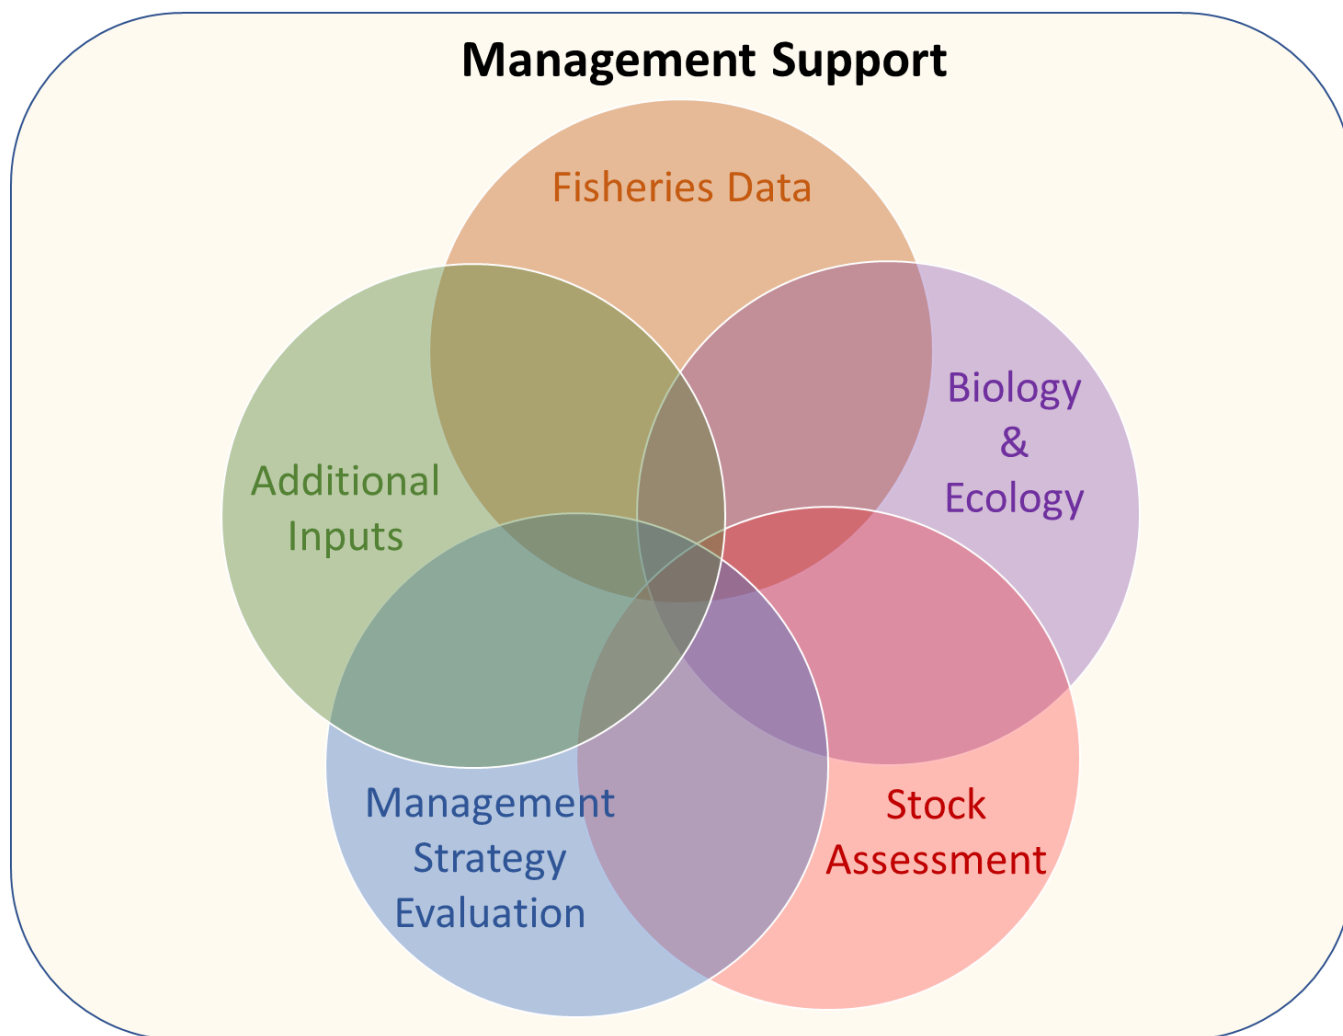 Management Support
Fisheries Data
Biology
&
Ecology
Additional
Inputs
Management
Strategy
Evaluation
Stock
Assessment